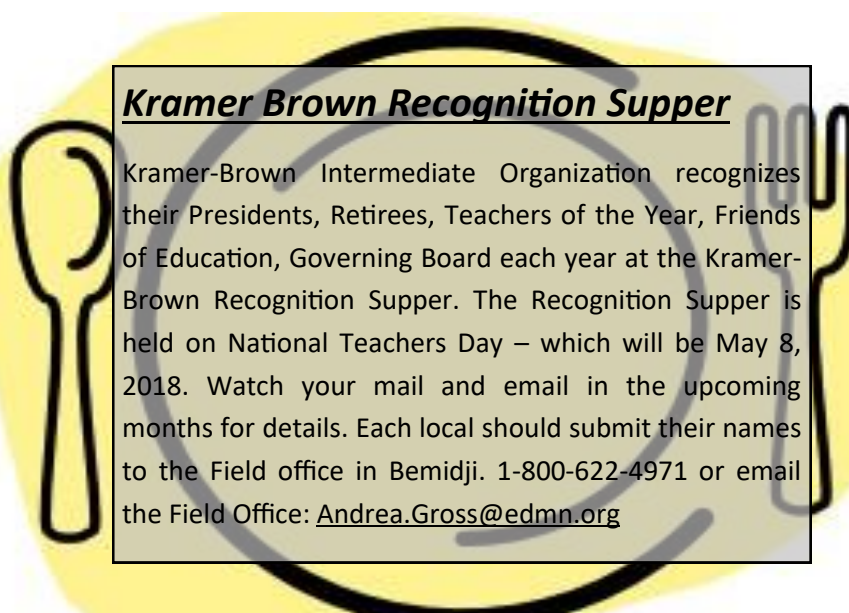 Kramer Brown Recognition Supper
Kramer-Brown Intermediate Organization recognizes
their Presidents, Retirees, Teachers of the Year, Friends
of Education, Governing Board each year at the Kramer-
Brown Recognition Supper. The Recognition Supper is
held on National Teachers Day – which will be May 8,
2018. Watch your mail and email in the upcoming
months for details. Each local should submit their names
to the Field office in Bemidji. 1-800-622-4971 or email
the Field Office: Andrea.Gross@edmn.org